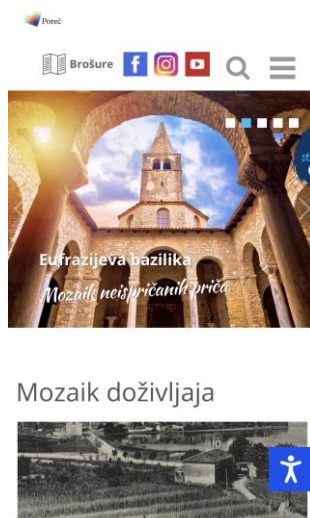 Poreč
Brošure
Eufrazijeva bazilika
Mozaik neispričanih priča
Mozaik doživljaja